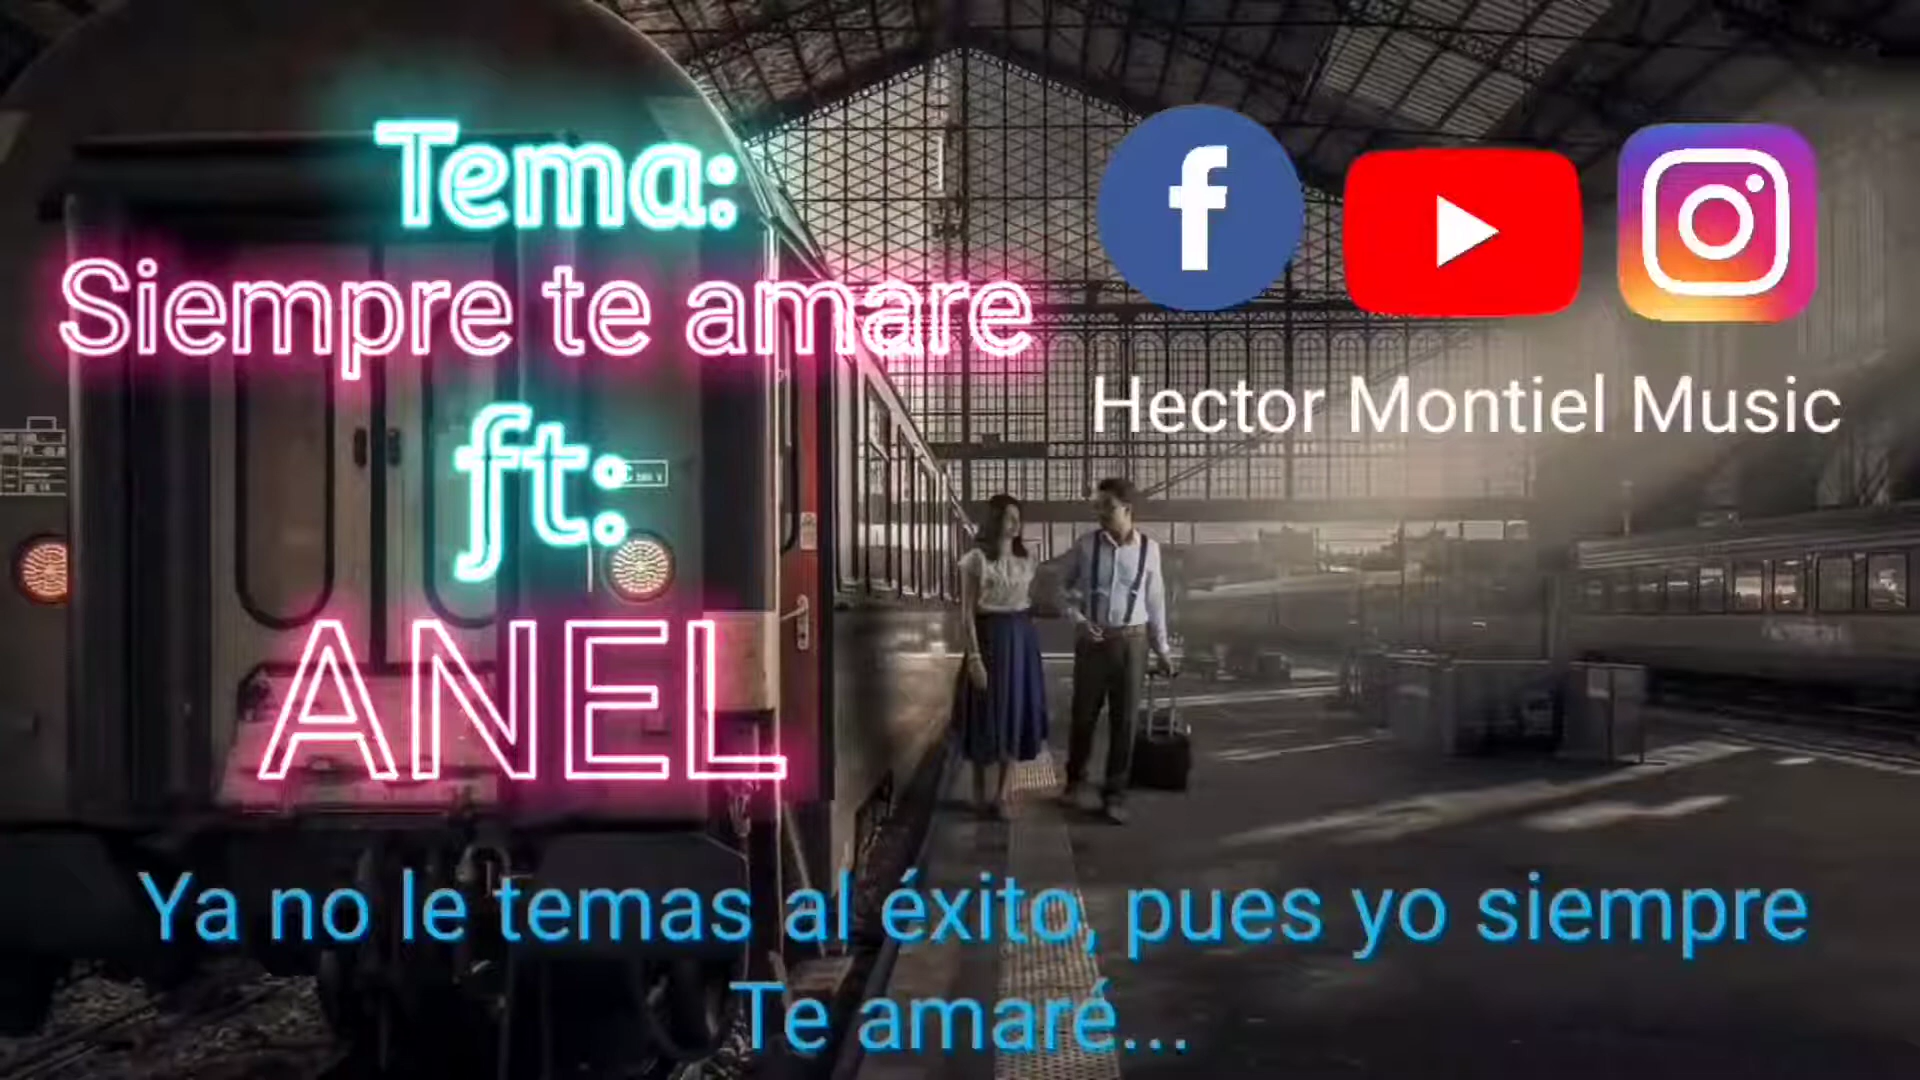 Tema:
Siempre te amare
ft:
ANEL
Hector Montiel Music
Ya no le temas al éxito, pues yo siempre
Te amaré...